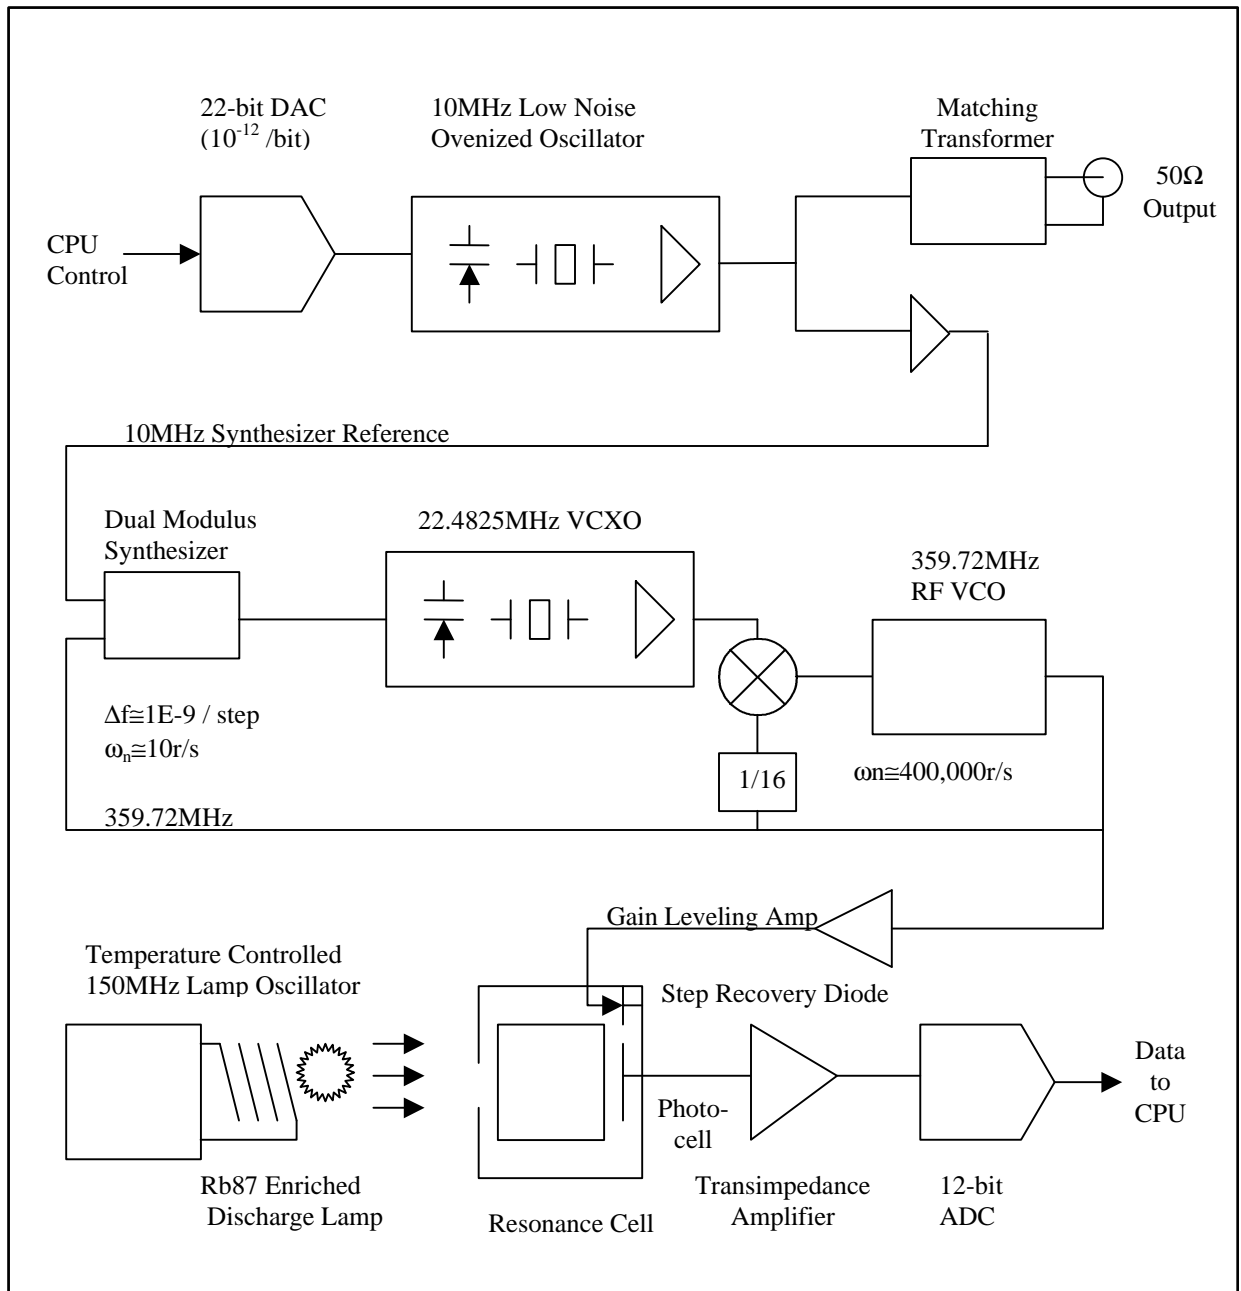 22-bit DAC
(10⁻¹² /bit)
10MHz Low Noise
Ovenized Oscillator
Matching
Transformer
50Ω
Output
CPU
Control
10MHz Synthesizer Reference
Dual Modulus
Synthesizer
22.4825MHz VCXO
359.72MHz
RF VCO
Δf≅1E-9 / step
ωₙ≅10r/s
1/16
ωn≅400,000r/s
359.72MHz
Gain Leveling Amp
Temperature Controlled
150MHz Lamp Oscillator
Step Recovery Diode
Data
to
CPU
Photo-
cell
Rb87 Enriched
Discharge Lamp
Resonance Cell
Transimpedance
Amplifier
12-bit
ADC